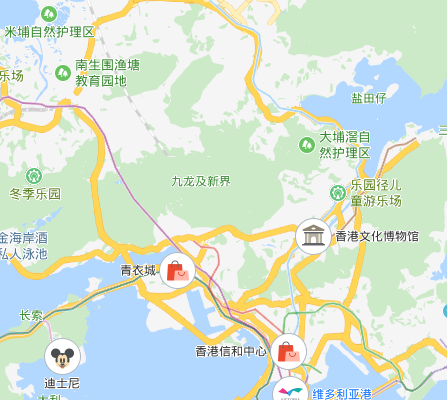 米埔自然护理区
南生围渔塘
教育园地
乐场
盐田仔
大埔滘自
然护理区
三
冬季乐园
九龙及新界
乐园径儿
童游乐场
金海岸酒
私人泳池
香港文化博物馆
青衣城
长索
香港信和中心
迪士尼
维多利亚港